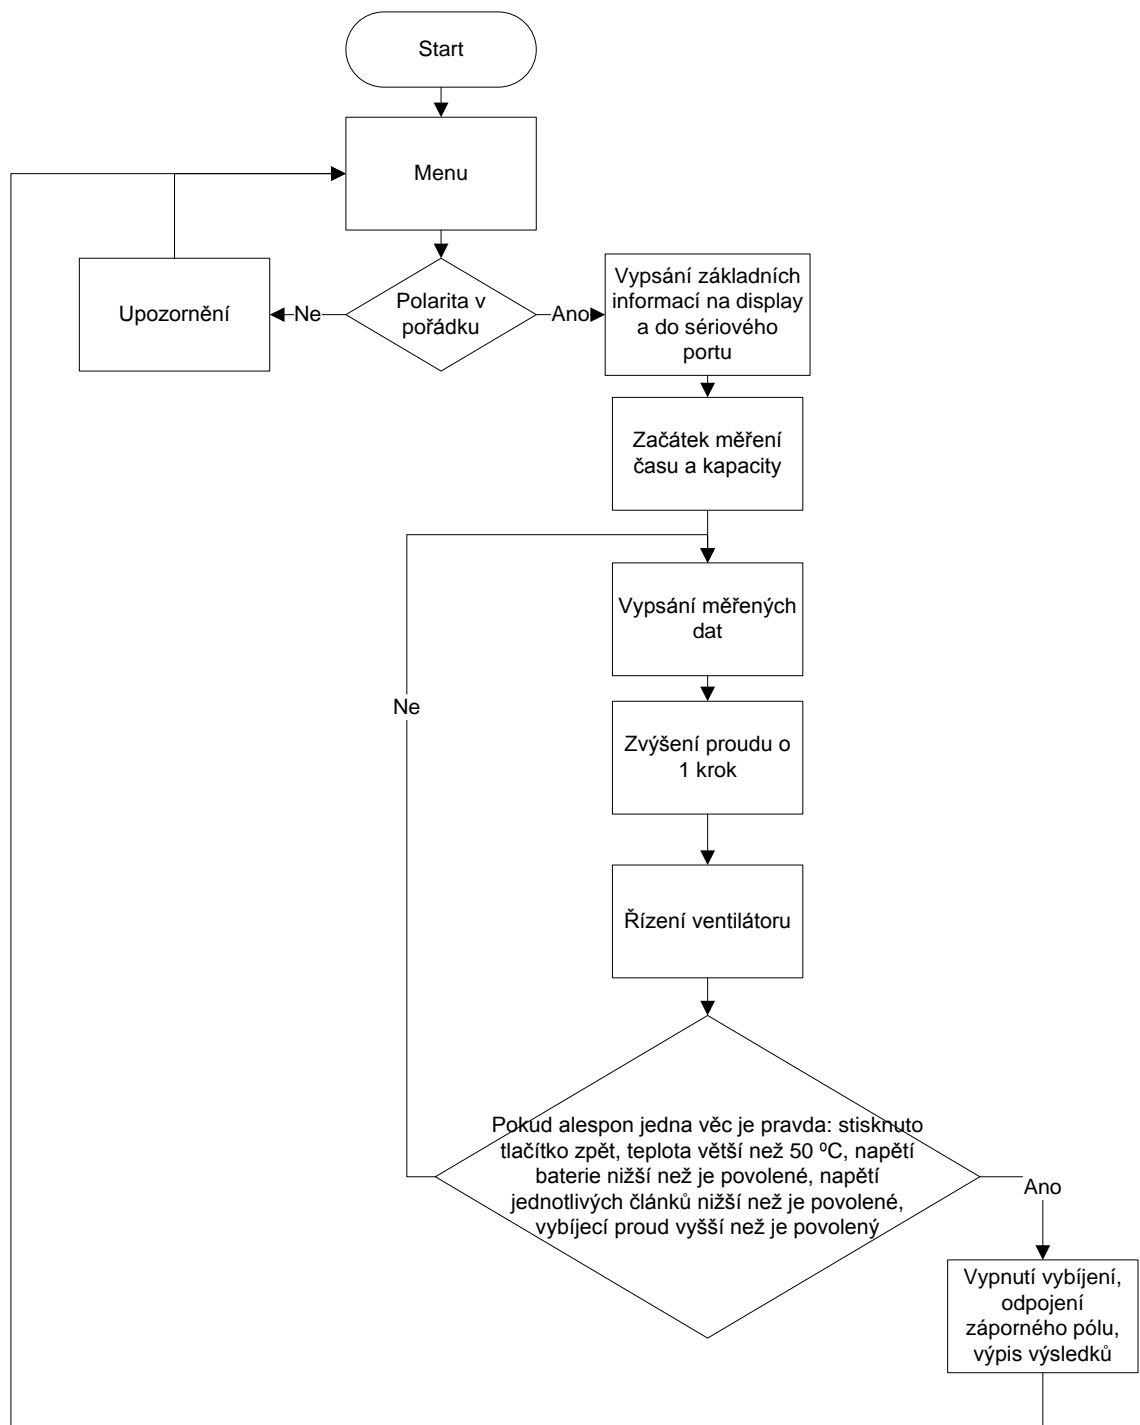 Start
Menu
Polarita v
pořádku
Ne
Upozornění
Ano
Vypsání základních
informací na display
a do sériového
portu
Začátek měření
času a kapacity
Vypsání měřených
dat
Zvýšení proudu o
1 krok
Řízení ventilátoru
Pokud alespon jedna věc je pravda: stisknuto
tlačítko zpět, teplota větší než 50 ºC, napětí
baterie nižší než je povolené, napětí
jednotlivých článků nižší než je povolené,
vybíjecí proud vyšší než je povolený
Ne
Ano
Vypnutí vybíjení,
odpojení
záporného pólu,
výpis výsledků